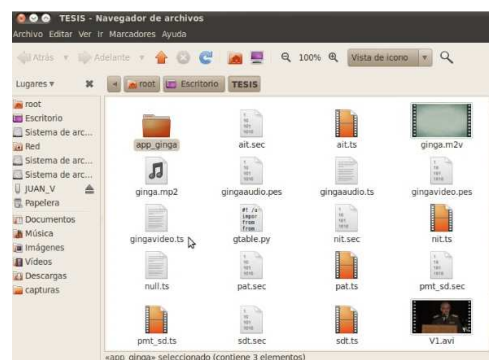 TESIS - Navegador de archivos
Archivo Editar Ver Ir Marcadores Ayuda
Atrás Adelante 100% Vista de icono
Lugares root Escritorio TESIS
root
Escritorio
Sistema de arc...
Red
Sistema de arc...
Sistema de arc...
JUAN_V
Papelera
Documentos
Música
Imágenes
Vídeos
Descargas
capturas
app_ginga ait.sec ait.ts ginga.m2v
ginga.mp2 gingaaudio.pes gingaaudio.ts gingavideo.pes
gingavideo.ts gtable.py nit.sec nit.ts
null.ts pat.sec pat.ts pmt_sd.sec
pmt_sd.ts sdt.sec sdt.ts V1.avi
«app_ginga» seleccionado (contiene 3 elementos)